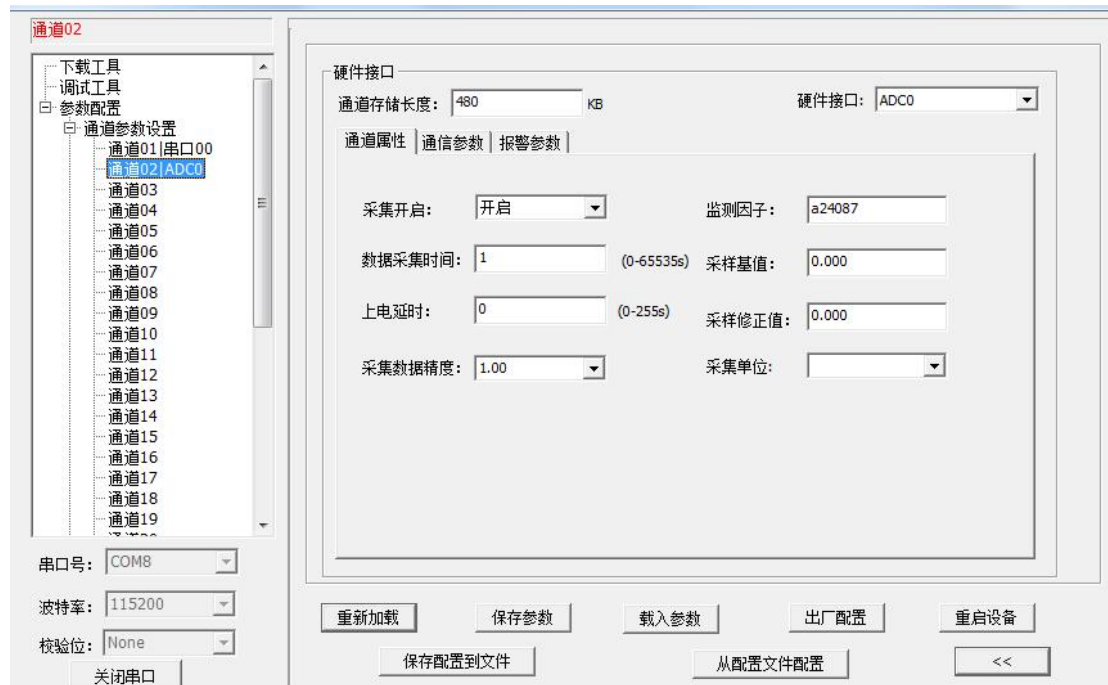 通道02
下载工具
调试工具
参数配置
通道参数设置
通道01|串口00
通道02|ADC0
通道03
通道04
通道05
通道06
通道07
通道08
通道09
通道10
通道11
通道12
通道13
通道14
通道15
通道16
通道17
通道18
通道19
串口号： COM8
波特率： 115200
校验位： None
关闭串口
硬件接口
通道存储长度： 480 KB 硬件接口: ADC0
通道属性 通信参数 报警参数
采集开启： 开启 监测因子： a24087
数据采集时间： 1 (0-65535s) 采样基值： 0.000
上电延时： 0 (0-255s) 采样修正值： 0.000
采集数据精度： 1.00 采集单位:
重新加载 保存参数 载入参数 出厂配置 重启设备
保存配置到文件 从配置文件配置 <<